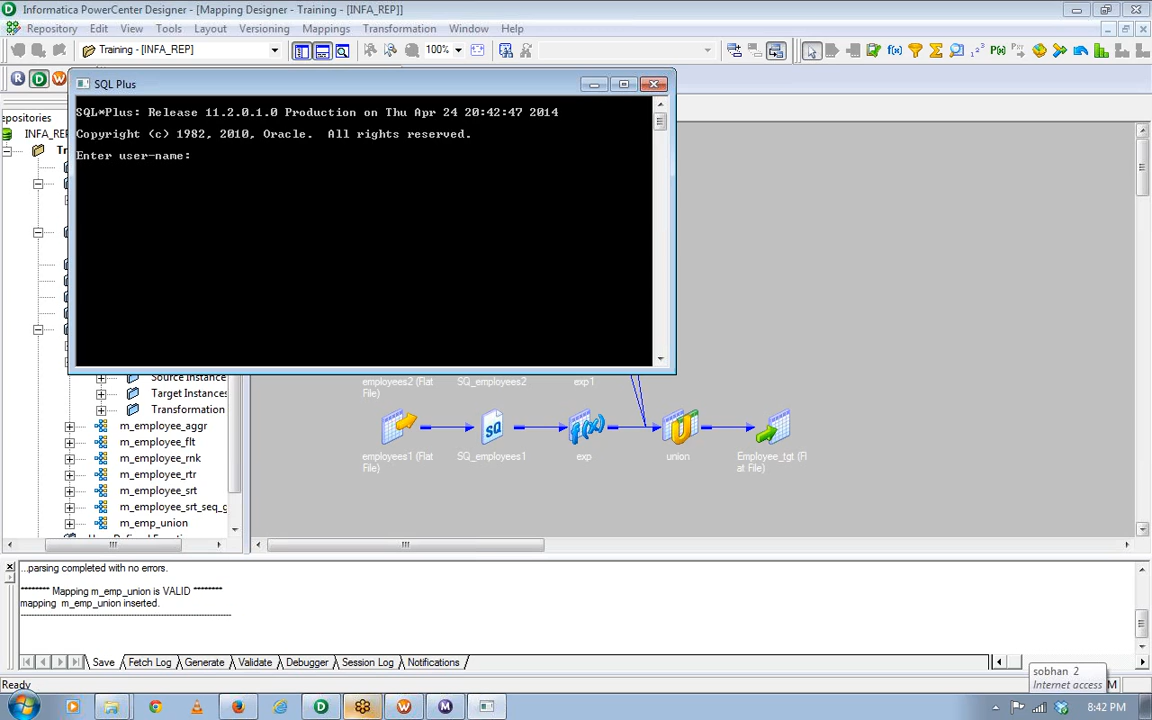 Informatica PowerCenter Designer - [Mapping Designer - Training - [INFA_REP]]
Repository Edit View Tools Layout Versioning Mappings Transformation Window Help
Training - [INFA_REP]
100%
SQL Plus
SQL*Plus: Release 11.2.0.1.0 Production on Thu Apr 24 20:42:47 2014
Copyright (c) 1982, 2010, Oracle.  All rights reserved.
Enter user-name:
epositories
INFA_REP
Tr
Source Instance
Target Instances
Transformation
m_employee_aggr
m_employee_flt
m_employee_rnk
m_employee_rtr
m_employee_srt
m_employee_srt_seq_g
m_emp_union
employees2 (Flat
File)
SQ_employees2
exp1
employees1 (Flat
File)
SQ_employees1
exp
union
Employee_tgt (Fl
at File)
...parsing completed with no errors.
******** Mapping m_emp_union is VALID ********
mapping  m_emp_union inserted.
Save Fetch Log Generate Validate Debugger Session Log Notifications
sobhan 2
Internet access
Ready
8:42 PM